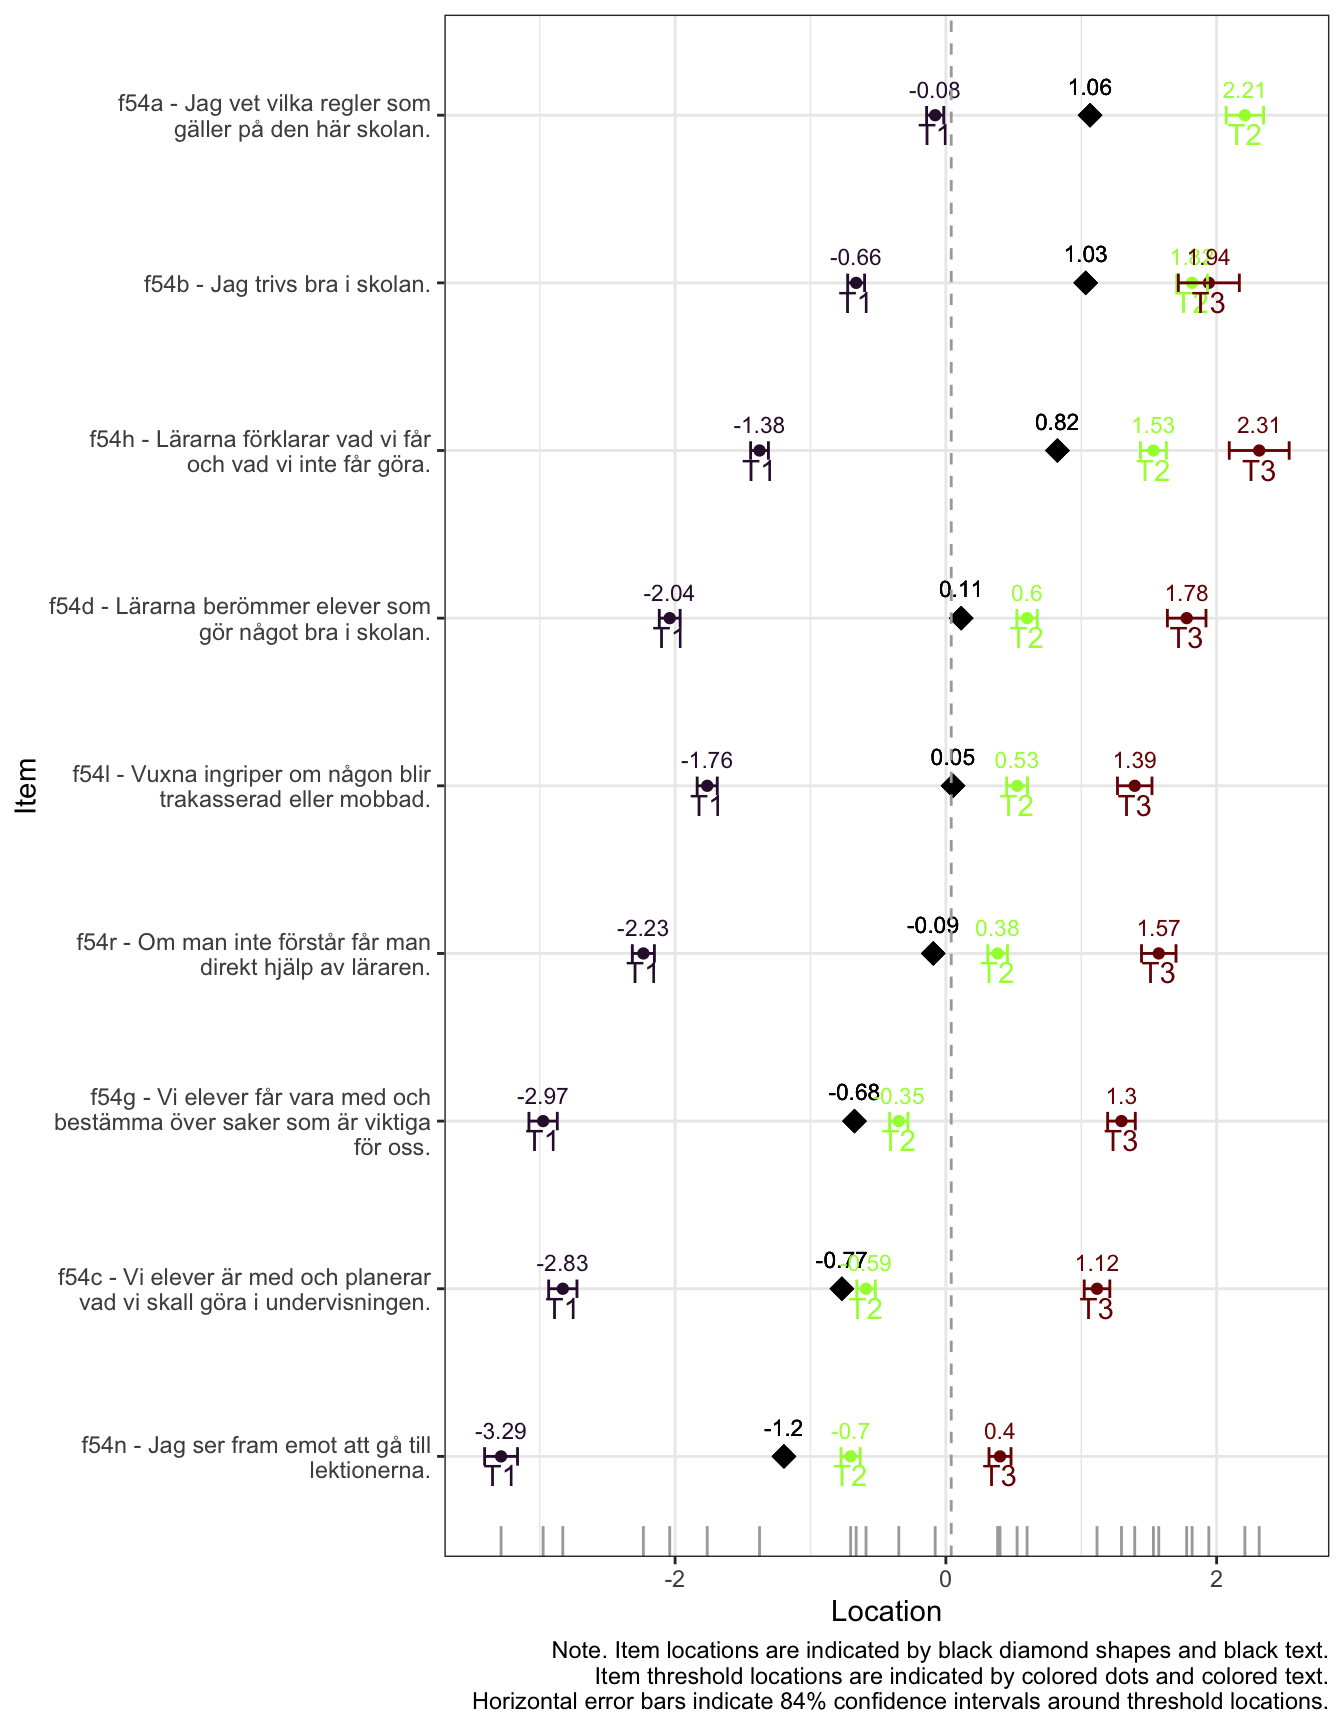 f54a - Jag vet vilka regler som
gäller på den här skolan.
-0.08 1.06 2.21
T1 T2
f54b - Jag trivs bra i skolan.
-0.66 1.03 1.82 1.94
T1 T2 T3
f54h - Lärarna förklarar vad vi får
och vad vi inte får göra.
-1.38 0.82 1.53 2.31
T1 T2 T3
f54d - Lärarna berömmer elever som
gör något bra i skolan.
-2.04 0.11 0.6 1.78
T1 T2 T3
Item
f54l - Vuxna ingriper om någon blir
trakasserad eller mobbad.
-1.76 0.05 0.53 1.39
T1 T2 T3
f54r - Om man inte förstår får man
direkt hjälp av läraren.
-2.23 -0.09 0.38 1.57
T1 T2 T3
f54g - Vi elever får vara med och
bestämma över saker som är viktiga
för oss.
-2.97 -0.68 -0.35 1.3
T1 T2 T3
f54c - Vi elever är med och planerar
vad vi skall göra i undervisningen.
-2.83 -0.77 -0.59 1.12
T1 T2 T3
f54n - Jag ser fram emot att gå till
lektionerna.
-3.29 -1.2 -0.7 0.4
T1 T2 T3
-2 0 2
Location
Note. Item locations are indicated by black diamond shapes and black text.
Item threshold locations are indicated by colored dots and colored text.
Horizontal error bars indicate 84% confidence intervals around threshold locations.